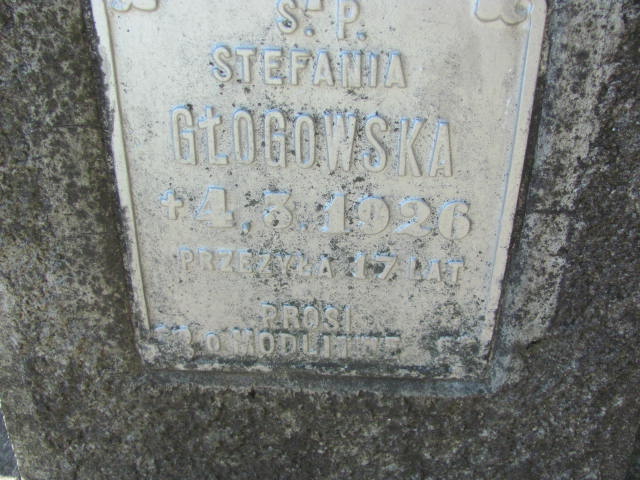 Ś. P.
STEFANIA
GŁOGOWSKA
+ 4.3.1926
PRZEŻYŁA 17 LAT
PROSI
O MODLITWĘ